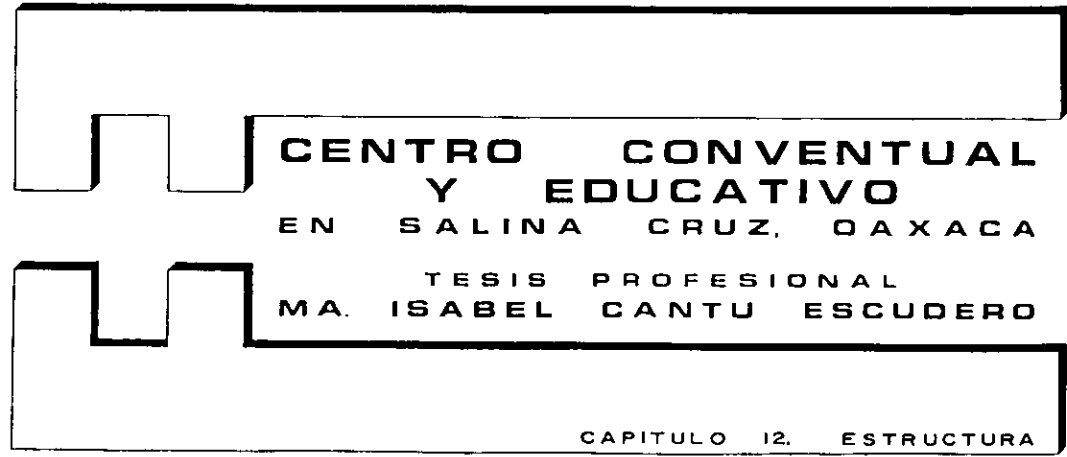 CENTRO CONVENTUAL
Y EDUCATIVO
EN SALINA CRUZ, OAXACA
TESIS PROFESIONAL
MA. ISABEL CANTU ESCUDERO
CAPITULO 12. ESTRUCTURA